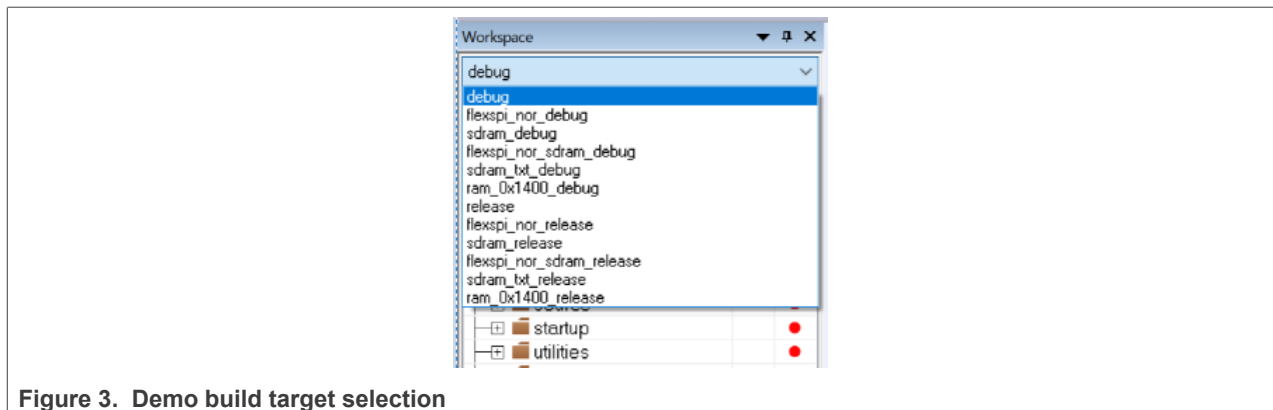 Workspace
debug
debug
flexspi_nor_debug
sdram_debug
flexspi_nor_sdram_debug
sdram_txt_debug
ram_0x1400_debug
release
flexspi_nor_release
sdram_release
flexspi_nor_sdram_release
sdram_txt_release
ram_0x1400_release
startup
utilities
Figure 3. Demo build target selection